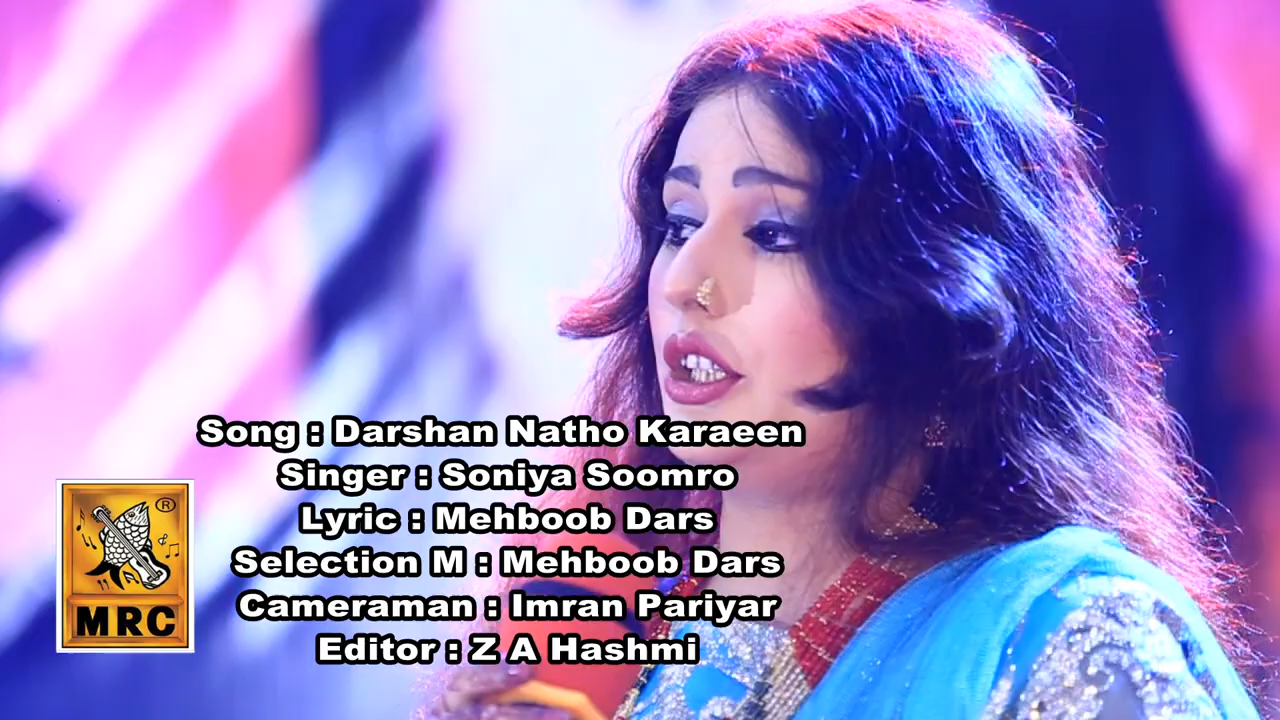 Song : Darshan Natho Karaeen
Singer : Soniya Soomro
Lyric : Mehboob Dars
Selection M : Mehboob Dars
Cameraman : Imran Pariyar
Editor : Z A Hashmi
®
MRC